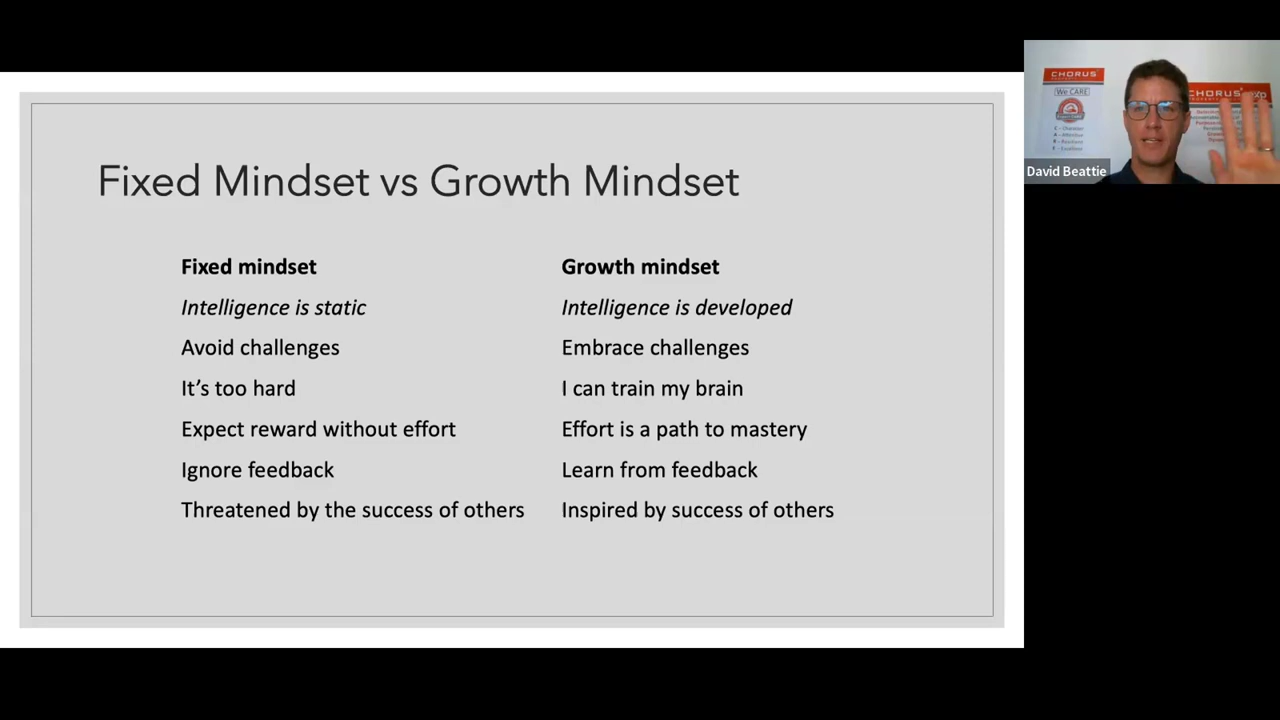 Fixed Mindset vs Growth Mindset
Fixed mindset
Growth mindset
Intelligence is static
Intelligence is developed
Avoid challenges
Embrace challenges
It’s too hard
I can train my brain
Expect reward without effort
Effort is a path to mastery
Ignore feedback
Learn from feedback
Threatened by the success of others
Inspired by success of others
CHORUS
We CARE
CHORUS
exp
David Beattie